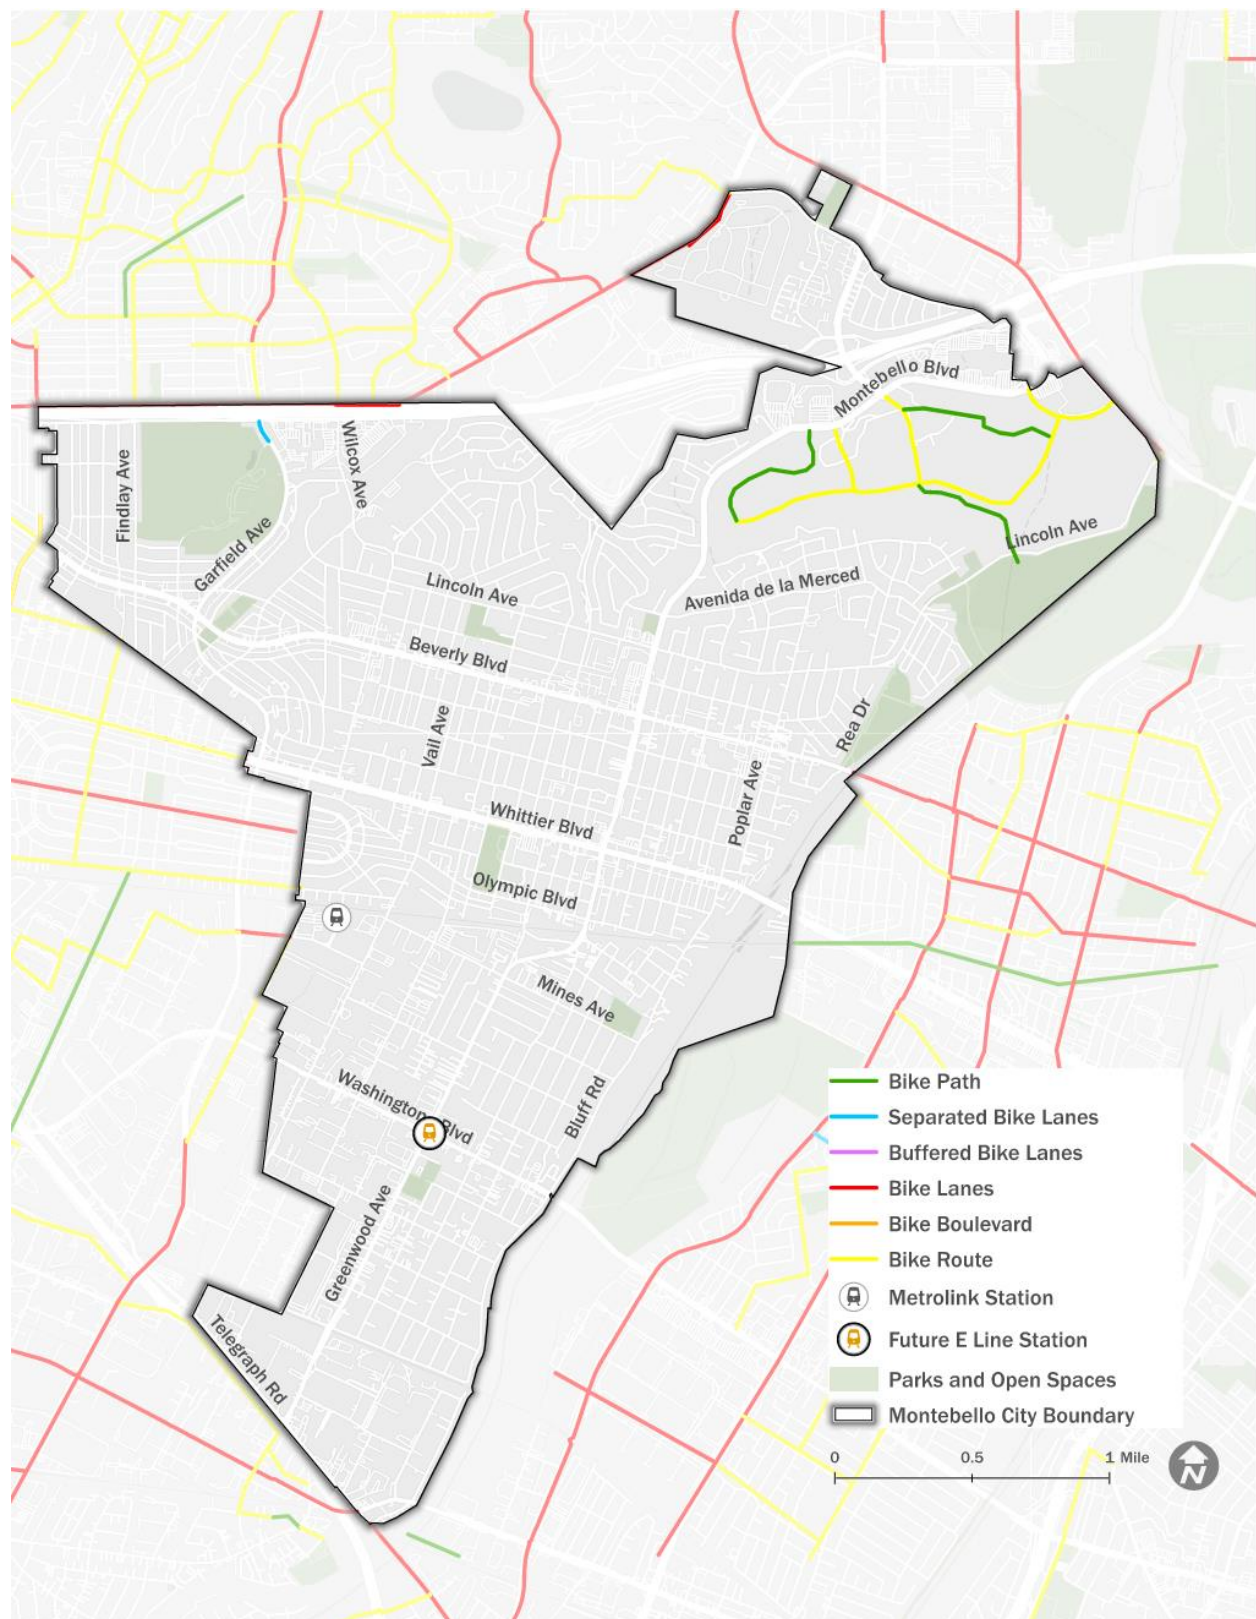 Montebello Blvd
Findlay Ave
Wilcox Ave
Garfield Ave
Lincoln Ave
Lincoln Ave
Avenida de la Merced
Beverly Blvd
Vail Ave
Rea Dr
Poplar Ave
Whittier Blvd
Olympic Blvd
Mines Ave
Washington Blvd
Bluff Rd
Greenwood Ave
Telegraph Rd
Bike Path
Separated Bike Lanes
Buffered Bike Lanes
Bike Lanes
Bike Boulevard
Bike Route
Metrolink Station
Future E Line Station
Parks and Open Spaces
Montebello City Boundary
0 0.5 1 Mile
N